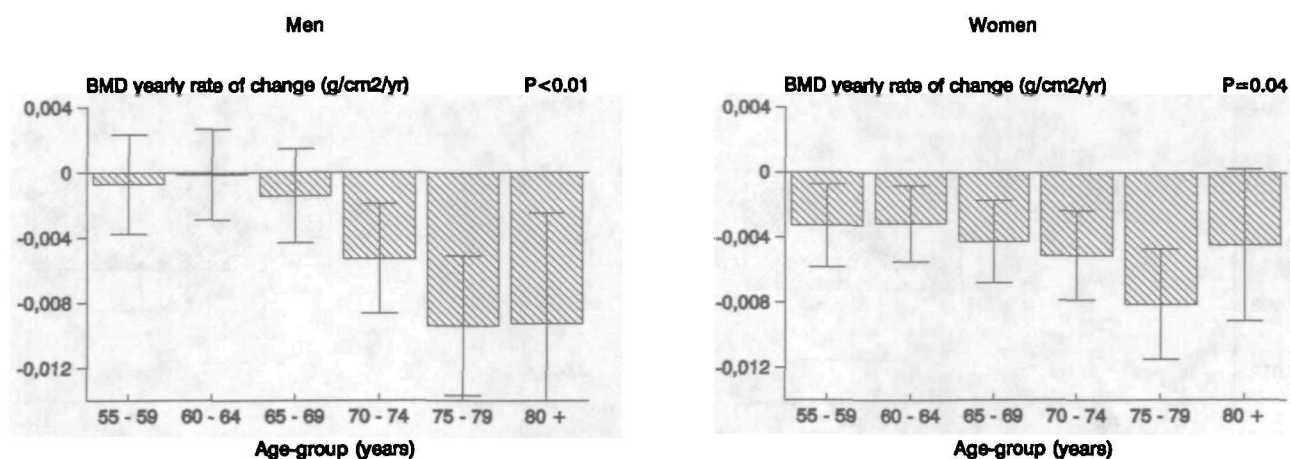 Men
BMD yearly rate of change (g/cm2/yr) P<0.01
0,004
0
-0,004
-0,008
-0,012
55 - 59 60 - 64 65 - 69 70 - 74 75 - 79 80 +
Age-group (years)
Women
BMD yearly rate of change (g/cm2/yr) P=0.04
0,004
0
-0,004
-0,008
-0,012
55 - 59 60 - 64 65 - 69 70 - 74 75 - 79 80 +
Age-group (years)